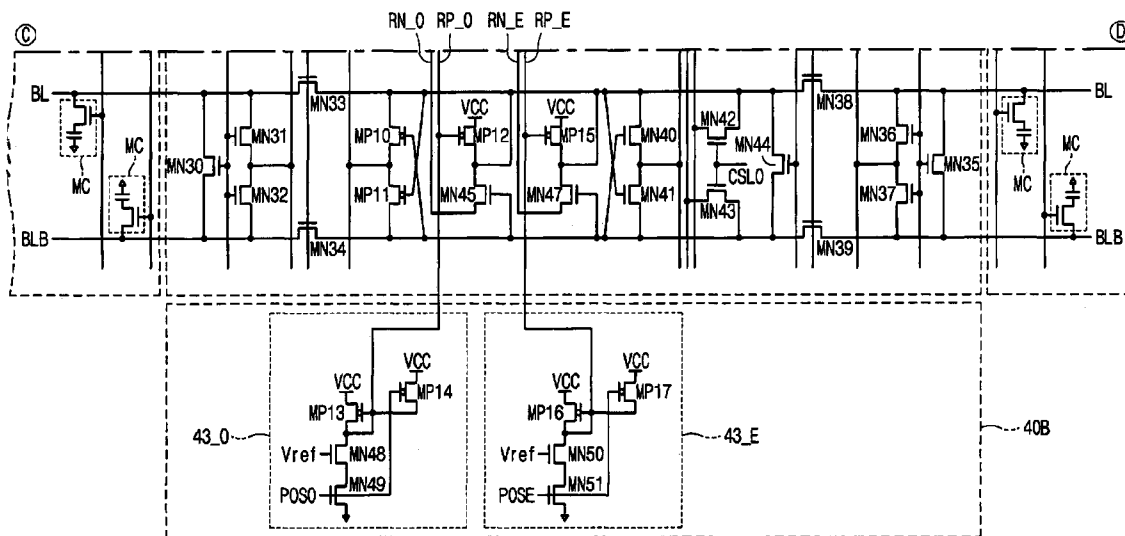 RN_O RP_O RN_E RP_E
Ⓒ Ⓓ
BL BL
MN33 VCC VCC MN38
MN31 MP10 MP12 MP15 MN40 MN42 MN36
MN30 MN44 MN35
MC MC CSLO MC MC
MN32 MP11 MN45 MN47 MN41 MN43 MN37
BLB BLB
MN34 MN39
VCC VCC
VCC MP14 VCC MP17
MP13 MP16
43_O 43_E 40B
Vref MN48 Vref MN50
MN49 MN51
POSO POSE